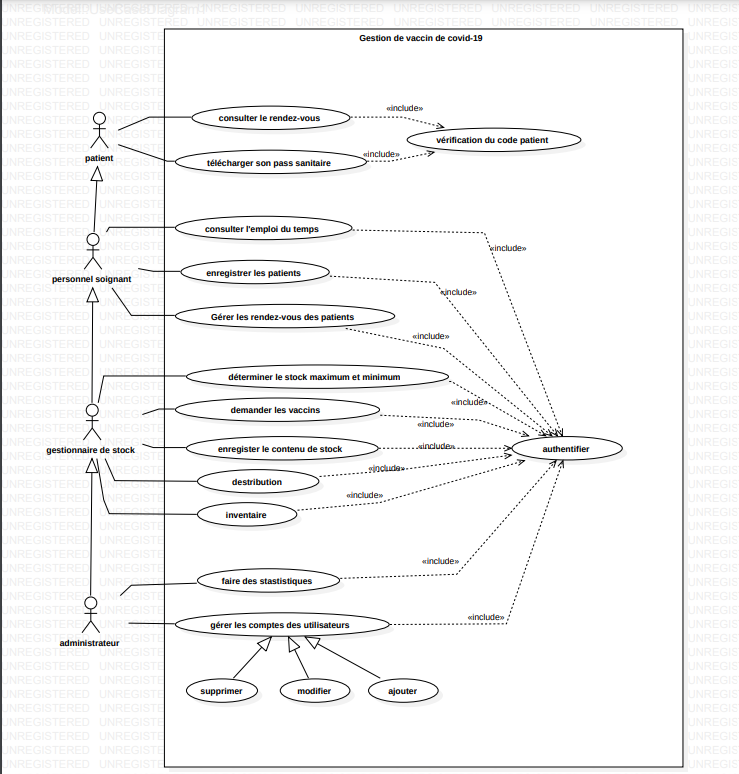 Model::UseCaseDiagram1
Gestion de vaccin de covid-19
consulter le rendez-vous
«include»
vérification du code patient
patient
télécharger son pass sanitaire
«include»
consulter l'emploi du temps
«include»
personnel soignant
enregistrer les patients
«include»
Gérer les rendez-vous des patients
«include»
déterminer le stock maximum et minimum
«include»
demander les vaccins
«include»
gestionnaire de stock
enregister le contenu de stock
«include»
authentifier
destribution
«include»
inventaire
«include»
faire des stastistiques
«include»
administrateur
gérer les comptes des utilisateurs
«include»
supprimer
modifier
ajouter
UNREGISTERED